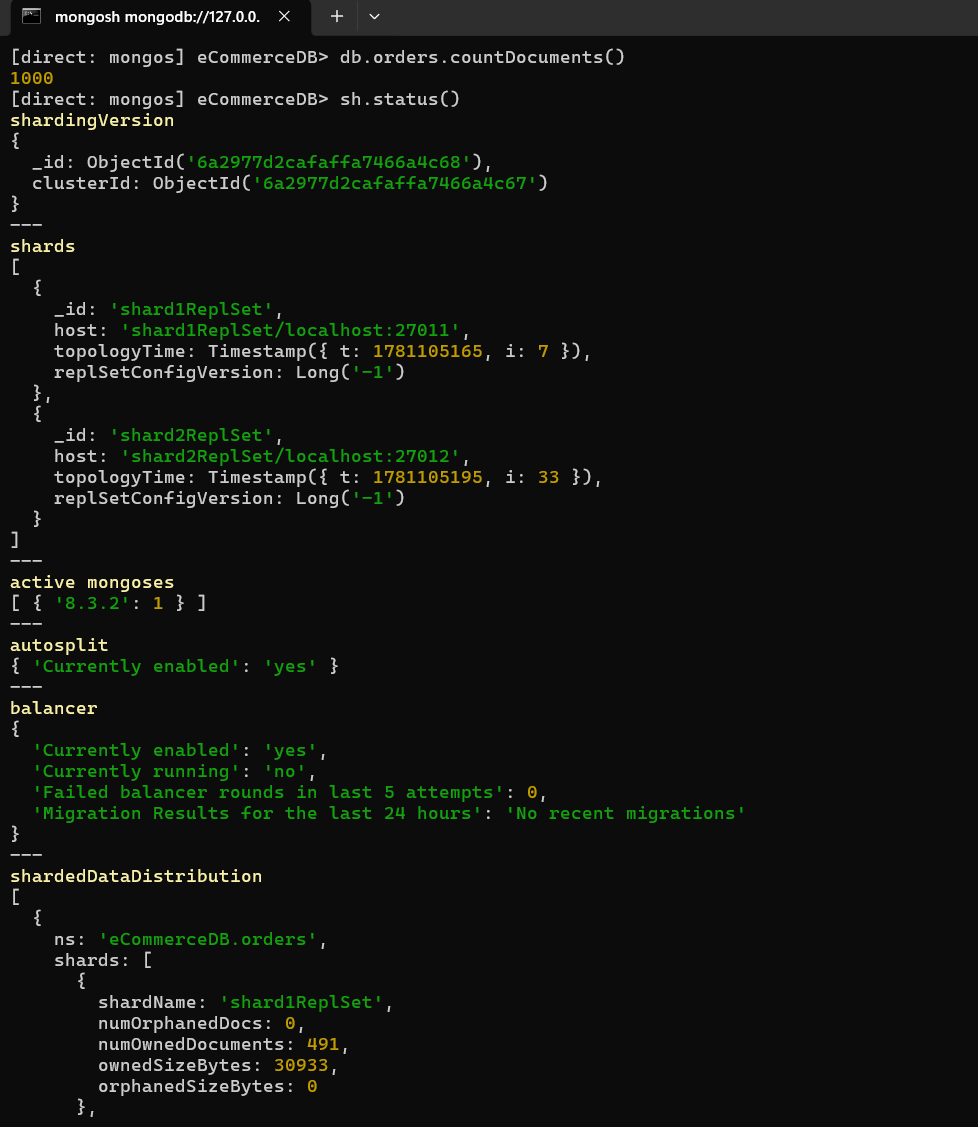 mongosh mongodb://127.0.0.
[direct: mongos] eCommerceDB> db.orders.countDocuments()
1000
[direct: mongos] eCommerceDB> sh.status()
shardingVersion
{
  _id: ObjectId('6a2977d2cafaffa7466a4c68'),
  clusterId: ObjectId('6a2977d2cafaffa7466a4c67')
}
---
shards
[
  {
    _id: 'shard1ReplSet',
    host: 'shard1ReplSet/localhost:27011',
    topologyTime: Timestamp({ t: 1781105165, i: 7 }),
    replSetConfigVersion: Long('-1')
  },
  {
    _id: 'shard2ReplSet',
    host: 'shard2ReplSet/localhost:27012',
    topologyTime: Timestamp({ t: 1781105195, i: 33 }),
    replSetConfigVersion: Long('-1')
  }
]
---
active mongoses
[ { '8.3.2': 1 } ]
---
autosplit
{ 'Currently enabled': 'yes' }
---
balancer
{
  'Currently enabled': 'yes',
  'Currently running': 'no',
  'Failed balancer rounds in last 5 attempts': 0,
  'Migration Results for the last 24 hours': 'No recent migrations'
}
---
shardedDataDistribution
[
  {
    ns: 'eCommerceDB.orders',
    shards: [
      {
        shardName: 'shard1ReplSet',
        numOrphanedDocs: 0,
        numOwnedDocuments: 491,
        ownedSizeBytes: 30933,
        orphanedSizeBytes: 0
      },